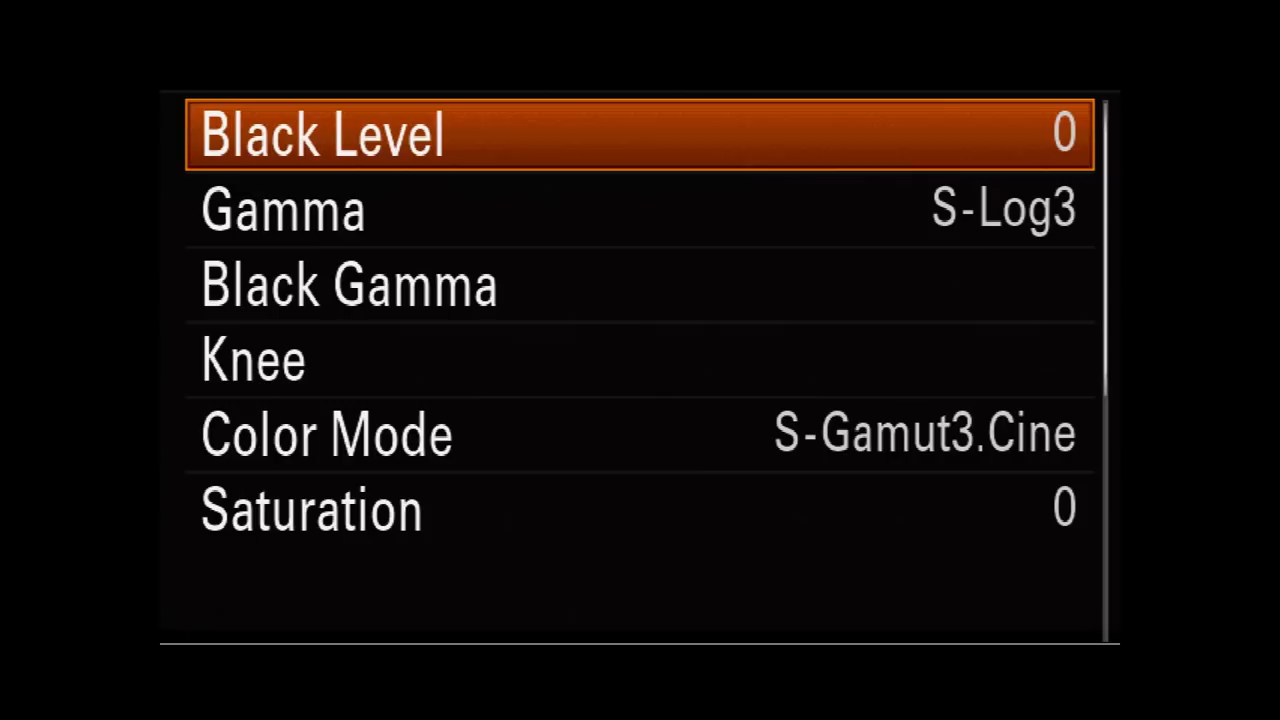 Black Level 0
Gamma S-Log3
Black Gamma
Knee
Color Mode S-Gamut3.Cine
Saturation 0